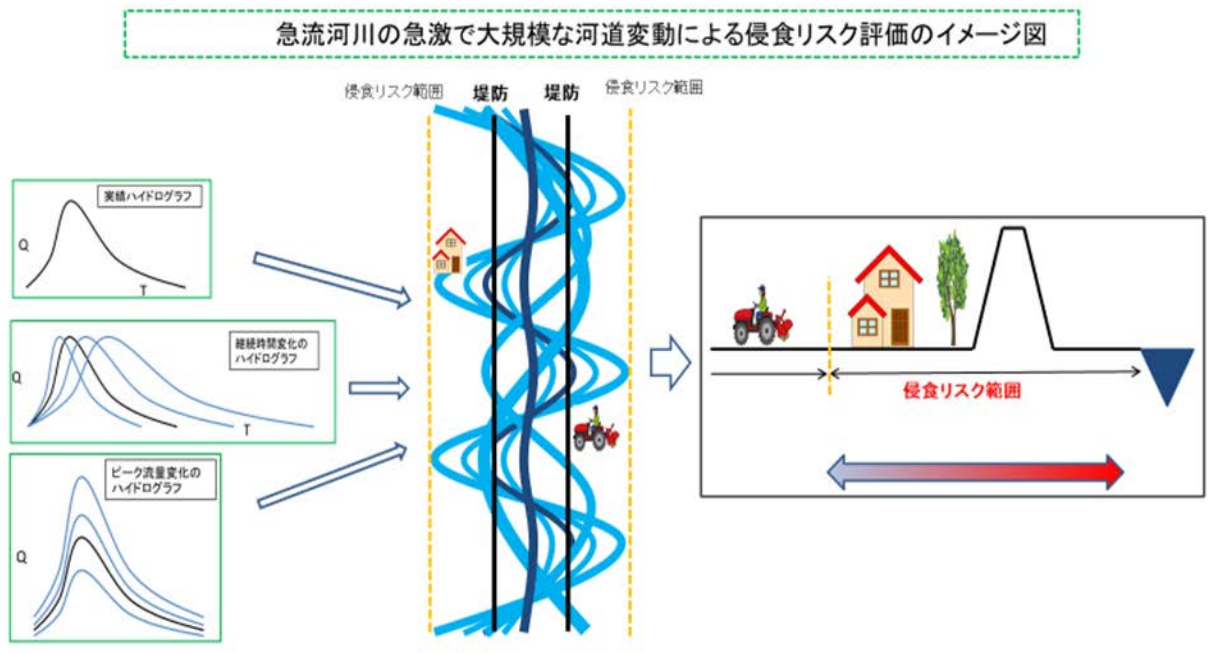 急流河川の急激で大規模な河道変動による侵食リスク評価のイメージ図
侵食リスク範囲
堤防
堤防
侵食リスク範囲
実績ハイドログラフ
Q
T
継続時間変化の
ハイドログラフ
Q
T
ピーク流量変化の
ハイドログラフ
Q
侵食リスク範囲